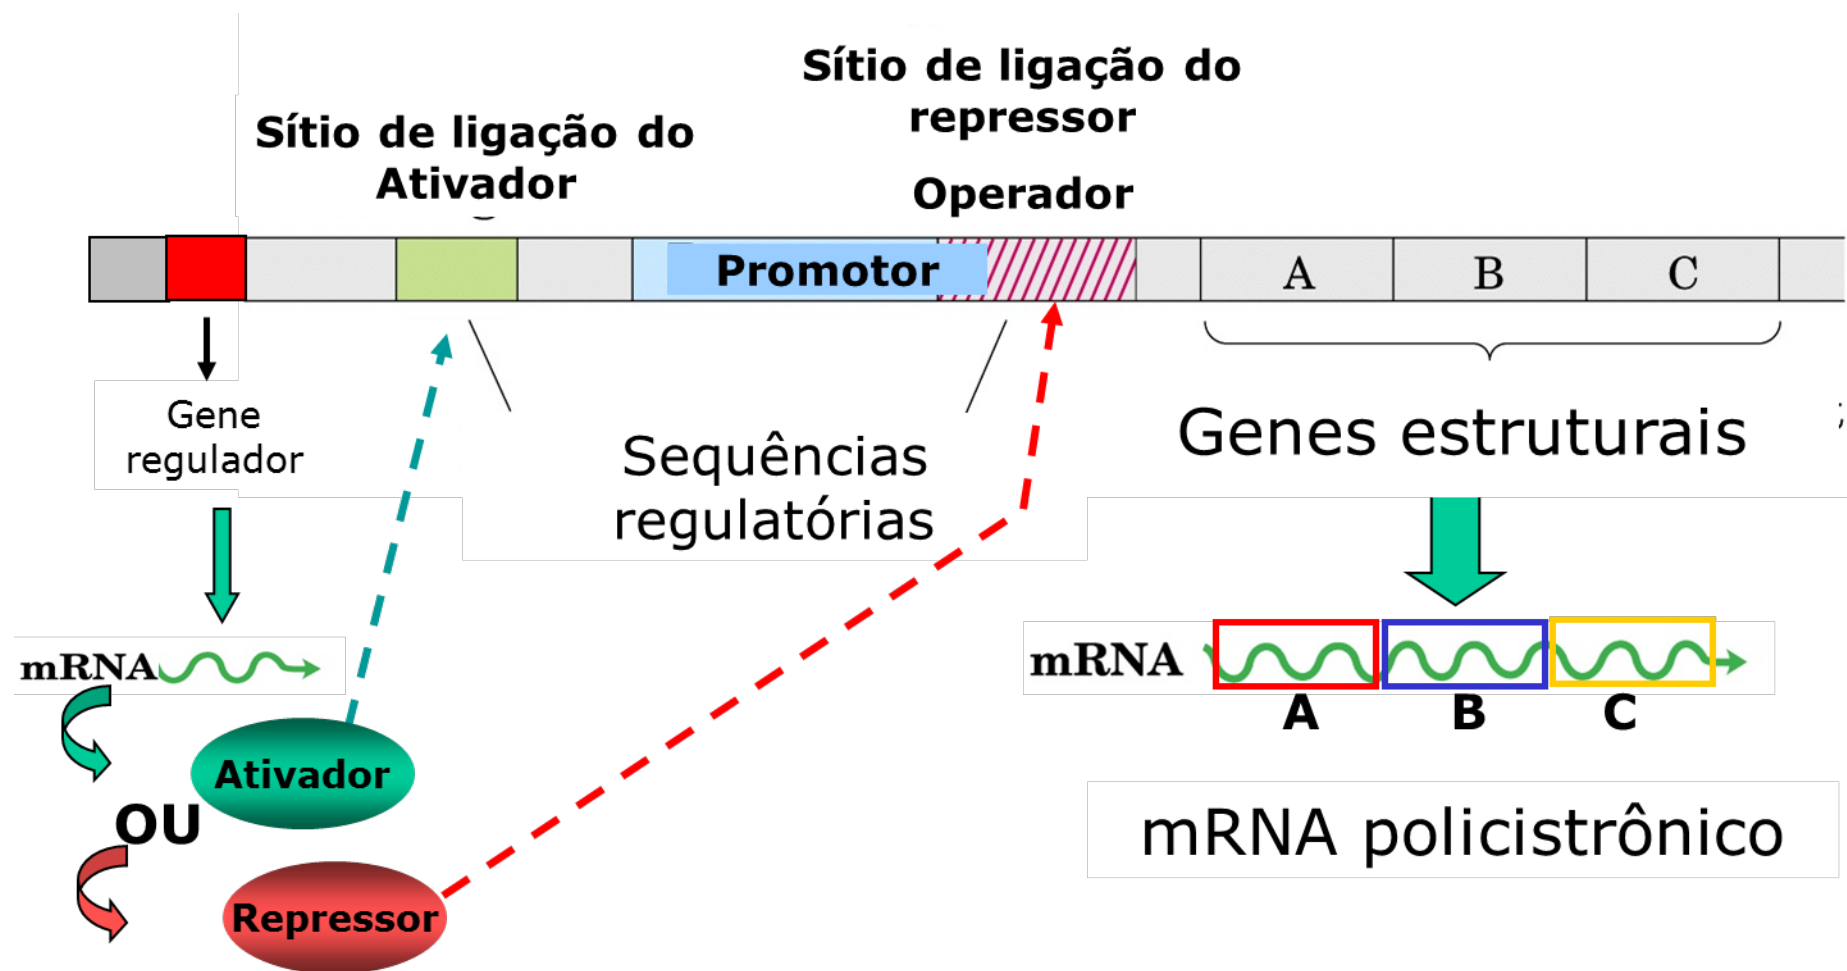 Sítio de ligação do
repressor
Sítio de ligação do
Ativador
Operador
Promotor
A
B
C
Gene
regulador
Sequências
regulatórias
Genes estruturais
mRNA
Ativador
OU
Repressor
mRNA
A
B
C
mRNA policistrônico